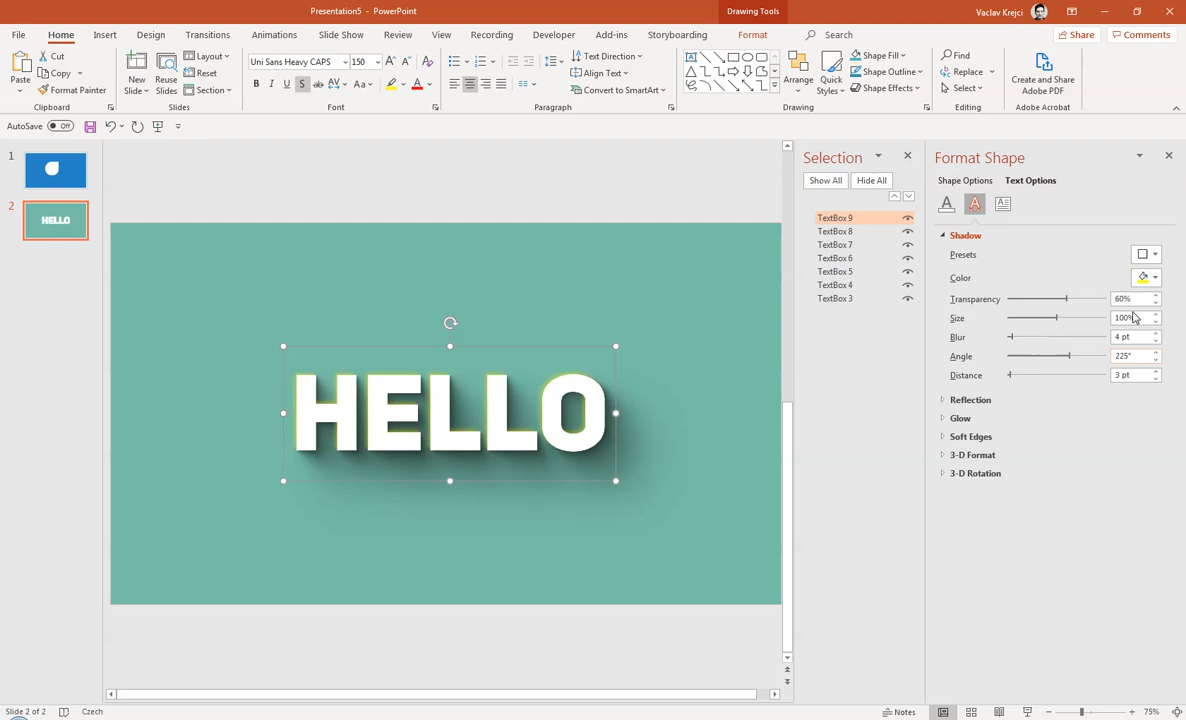 Presentation5 - PowerPoint
Drawing Tools
Vaclav Krejci
File Home Insert Design Transitions Animations Slide Show Review View Recording Developer Add-ins Storyboarding Format Search Share Comments
Paste
Cut
Copy
Format Painter
Clipboard
New
Slide
Layout
Reset
Reuse
Slides
Section
Slides
Uni Sans Heavy CAPS 150
B I U S ab AV Aa A
Font
Text Direction
Align Text
Convert to SmartArt
Paragraph
Arrange
Quick
Styles
Shape Fill
Shape Outline
Shape Effects
Drawing
Find
Replace
Select
Editing
Create and Share
Adobe PDF
Adobe Acrobat
AutoSave Off
1
2
HELLO
HELLO
Selection
Show All Hide All
TextBox 9
TextBox 8
TextBox 7
TextBox 6
TextBox 5
TextBox 4
TextBox 3
Format Shape
Shape Options Text Options
Shadow
Presets
Color
Transparency 60%
Size 100%
Blur 4 pt
Angle 225°
Distance 3 pt
Reflection
Glow
Soft Edges
3-D Format
3-D Rotation
Slide 2 of 2 Czech Notes 75%